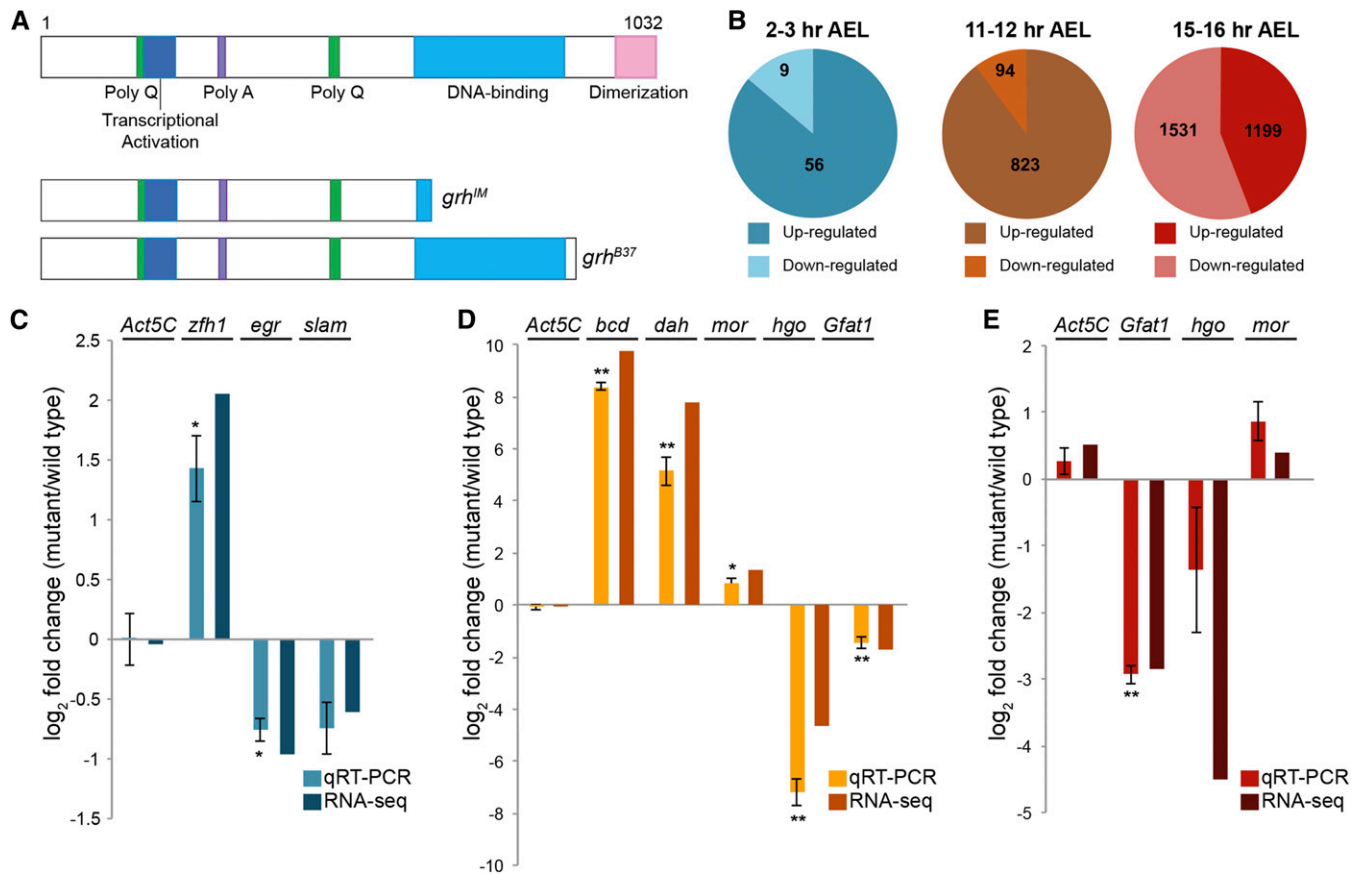 A
1
1032
Poly Q
Poly A
Poly Q
DNA-binding
Dimerization
Transcriptional
Activation
grh^IM
grh^B37
B
2-3 hr AEL
11-12 hr AEL
15-16 hr AEL
9
56
94
823
1531
1199
Up-regulated
Down-regulated
Up-regulated
Down-regulated
Up-regulated
Down-regulated
C
Act5C zfh1 egr slam
log₂ fold change (mutant/wild type)
2.5
2
1.5
1
0.5
0
-0.5
-1
-1.5
*
*
qRT-PCR
RNA-seq
D
Act5C bcd dah mor hgo Gfat1
log₂ fold change (mutant/wild type)
10
8
6
4
2
0
-2
-4
-6
-8
-10
**
**
*
**
**
qRT-PCR
RNA-seq
E
Act5C Gfat1 hgo mor
log₂ fold change (mutant/wild type)
2
1
0
-1
-2
-3
-4
-5
**
qRT-PCR
RNA-seq